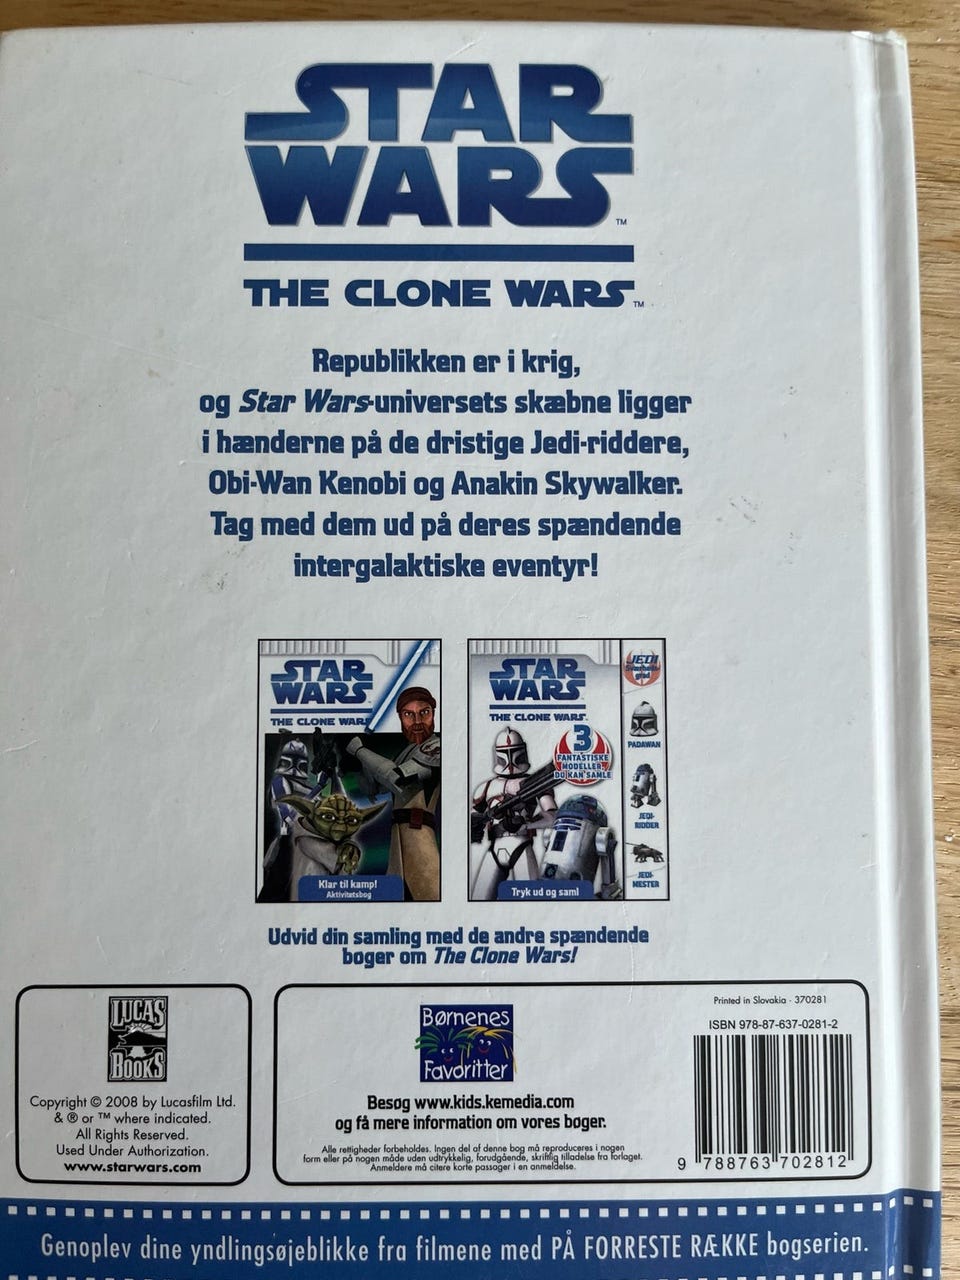 STAR
WARS™
THE CLONE WARS™
Republikken er i krig,
og Star Wars-universets skæbne ligger
i hænderne på de dristige Jedi-riddere,
Obi-Wan Kenobi og Anakin Skywalker.
Tag med dem ud på deres spændende
intergalaktiske eventyr!
STAR
WARS
THE CLONE WARS
Klar til kamp!
Aktivitetsbog
STAR
WARS
THE CLONE WARS
3
FANTASTISKE
MODELLER
DU KAN SAMLE
Tryk ud og saml
JEDI
PADAWAN
JEDI-
RIDDER
JEDI-
MESTER
Udvid din samling med de andre spændende
bøger om The Clone Wars!
LUCAS
BOOKS
Copyright © 2008 by Lucasfilm Ltd.
& ® or ™ where indicated.
All Rights Reserved.
Used Under Authorization.
www.starwars.com
Børnenes
Favoritter
Besøg www.kids.kemedia.com
og få mere information om vores bøger.
Alle rettigheder forbeholdes. Ingen del af denne bog må reproduceres i nogen
form eller på nogen måde uden udtrykkelig, forudgående, skriftlig tilladelse fra forlaget.
Anmeldere må citere korte passager i en anmeldelse.
Printed in Slovakia - 370281
ISBN 978-87-637-0281-2
9 788763 702812
Genoplev dine yndlingsøjeblikke fra filmene med PÅ FORRESTE RÆKKE bogserien.